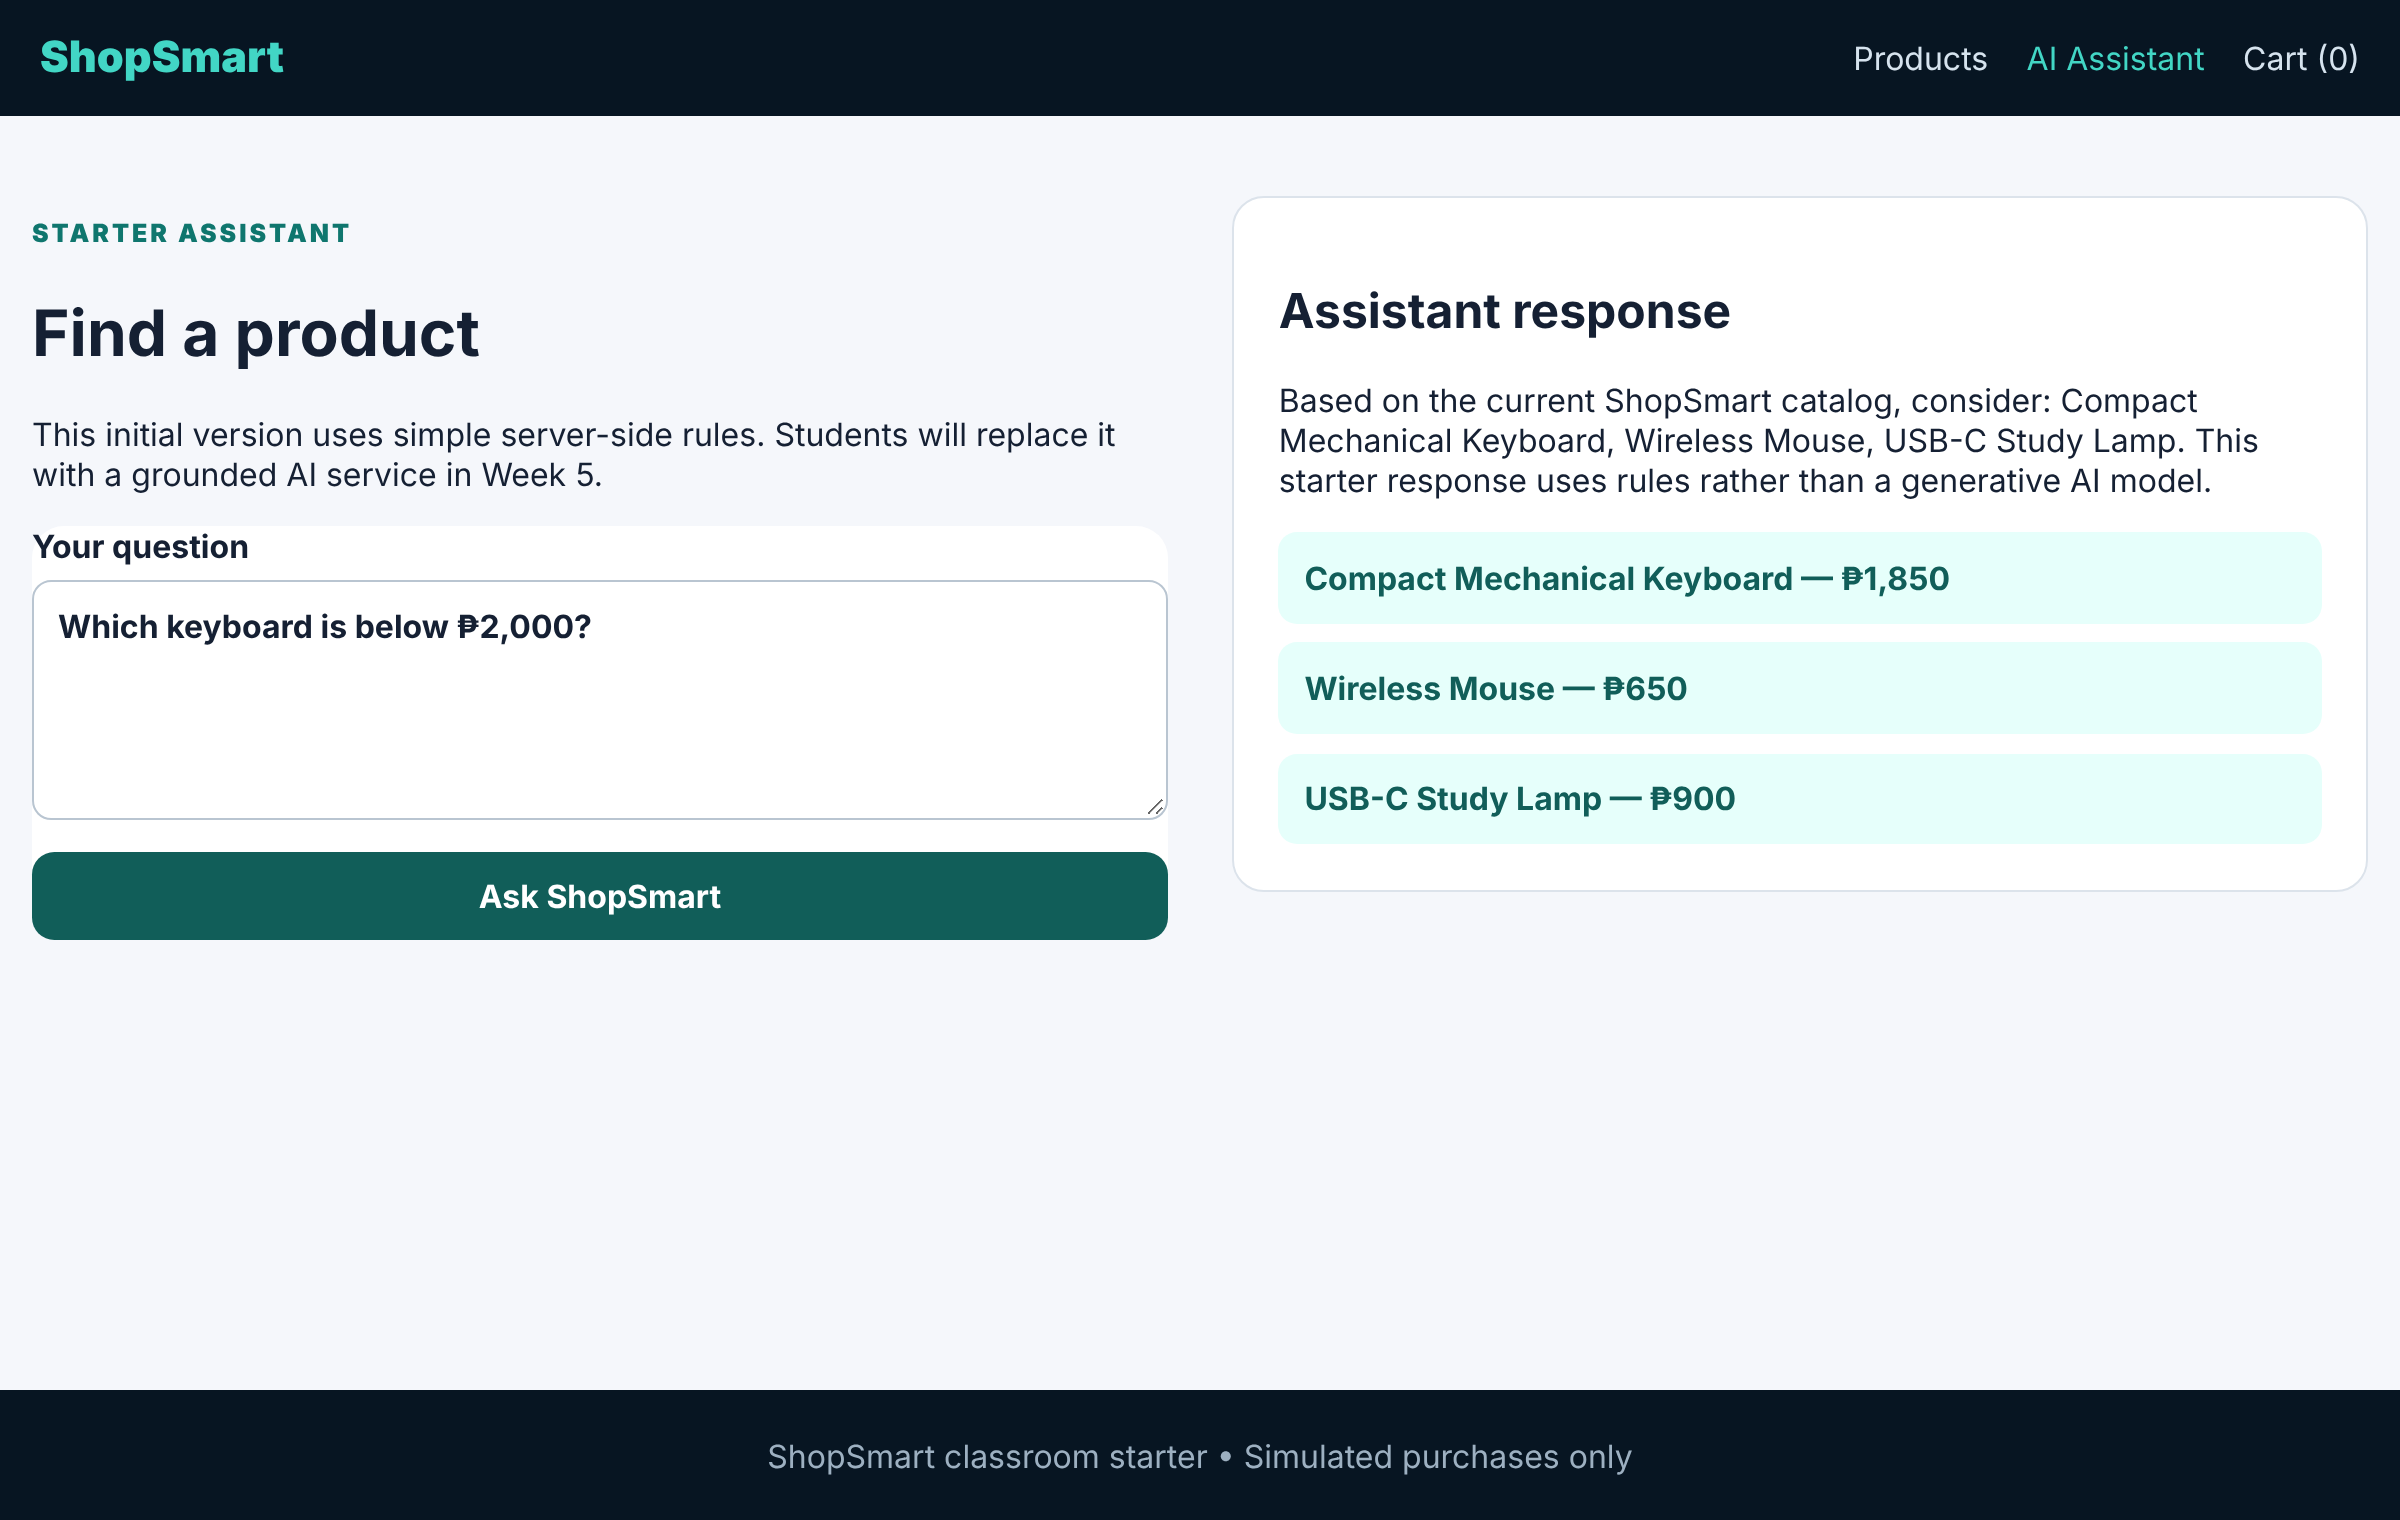 ShopSmart
Products AI Assistant Cart (0)
STARTER ASSISTANT
Find a product
This initial version uses simple server-side rules. Students will replace it
with a grounded AI service in Week 5.
Your question
Which keyboard is below ₱2,000?
Ask ShopSmart
Assistant response
Based on the current ShopSmart catalog, consider: Compact
Mechanical Keyboard, Wireless Mouse, USB-C Study Lamp. This
starter response uses rules rather than a generative AI model.
Compact Mechanical Keyboard — ₱1,850
Wireless Mouse — ₱650
USB-C Study Lamp — ₱900
ShopSmart classroom starter • Simulated purchases only